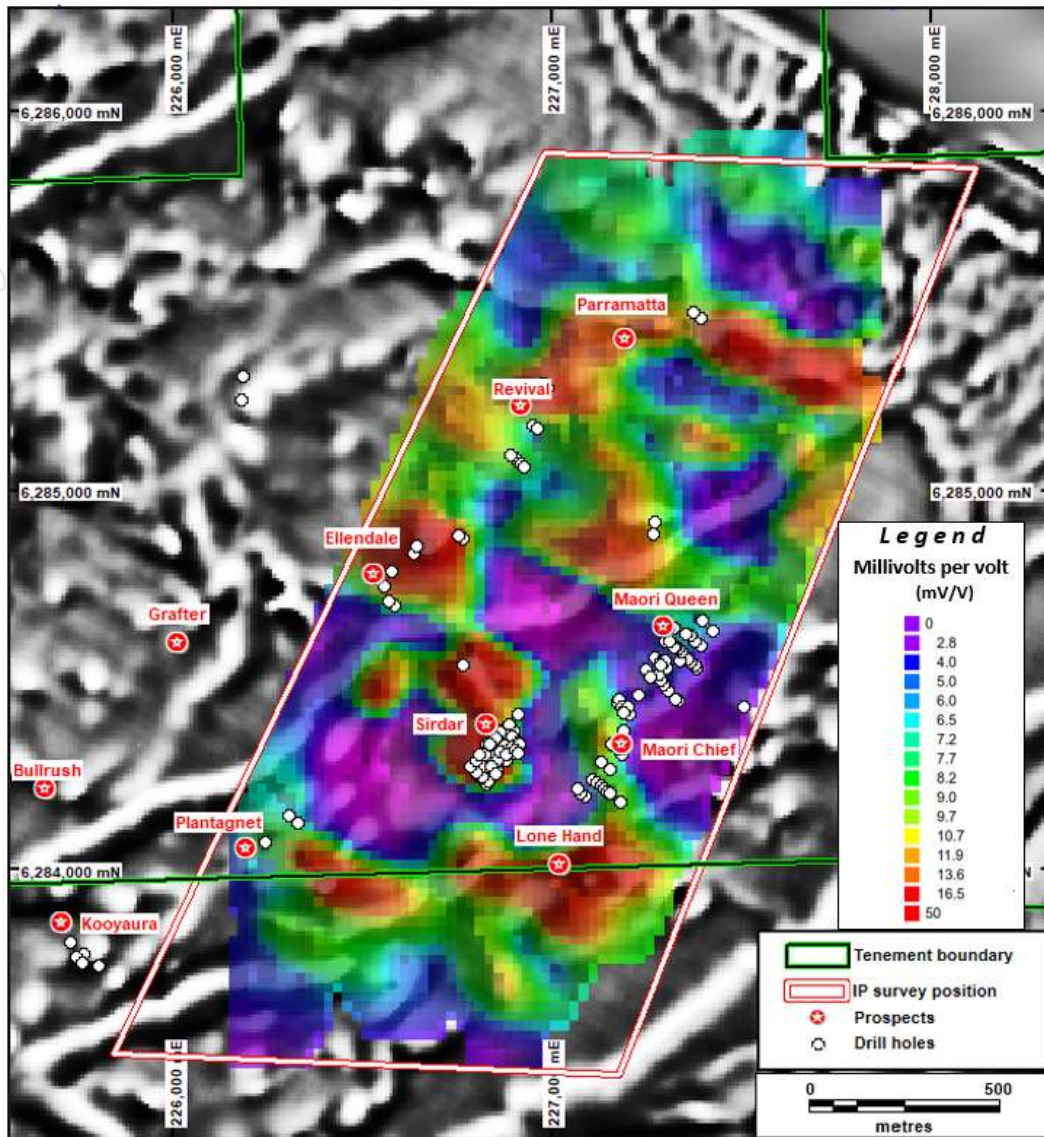 226,000 mE
227,000 mE
228,000 mE
6,286,000 mN
6,286,000 mN
Parramatta
Revival
6,285,000 mN
6,285,000 mN
Ellendale
Grafter
Maori Queen
Sirdar
Maori Chief
Bullrush
Plantagnet
Lone Hand
6,284,000 mN
N
Kooyaura
226,000 mE
227,000 mE
Legend
Millivolts per volt
(mV/V)
0
2.8
4.0
5.0
6.0
6.5
7.2
7.7
8.2
9.0
9.7
10.7
11.9
13.6
16.5
50
Tenement boundary
IP survey position
Prospects
Drill holes
0 500
metres